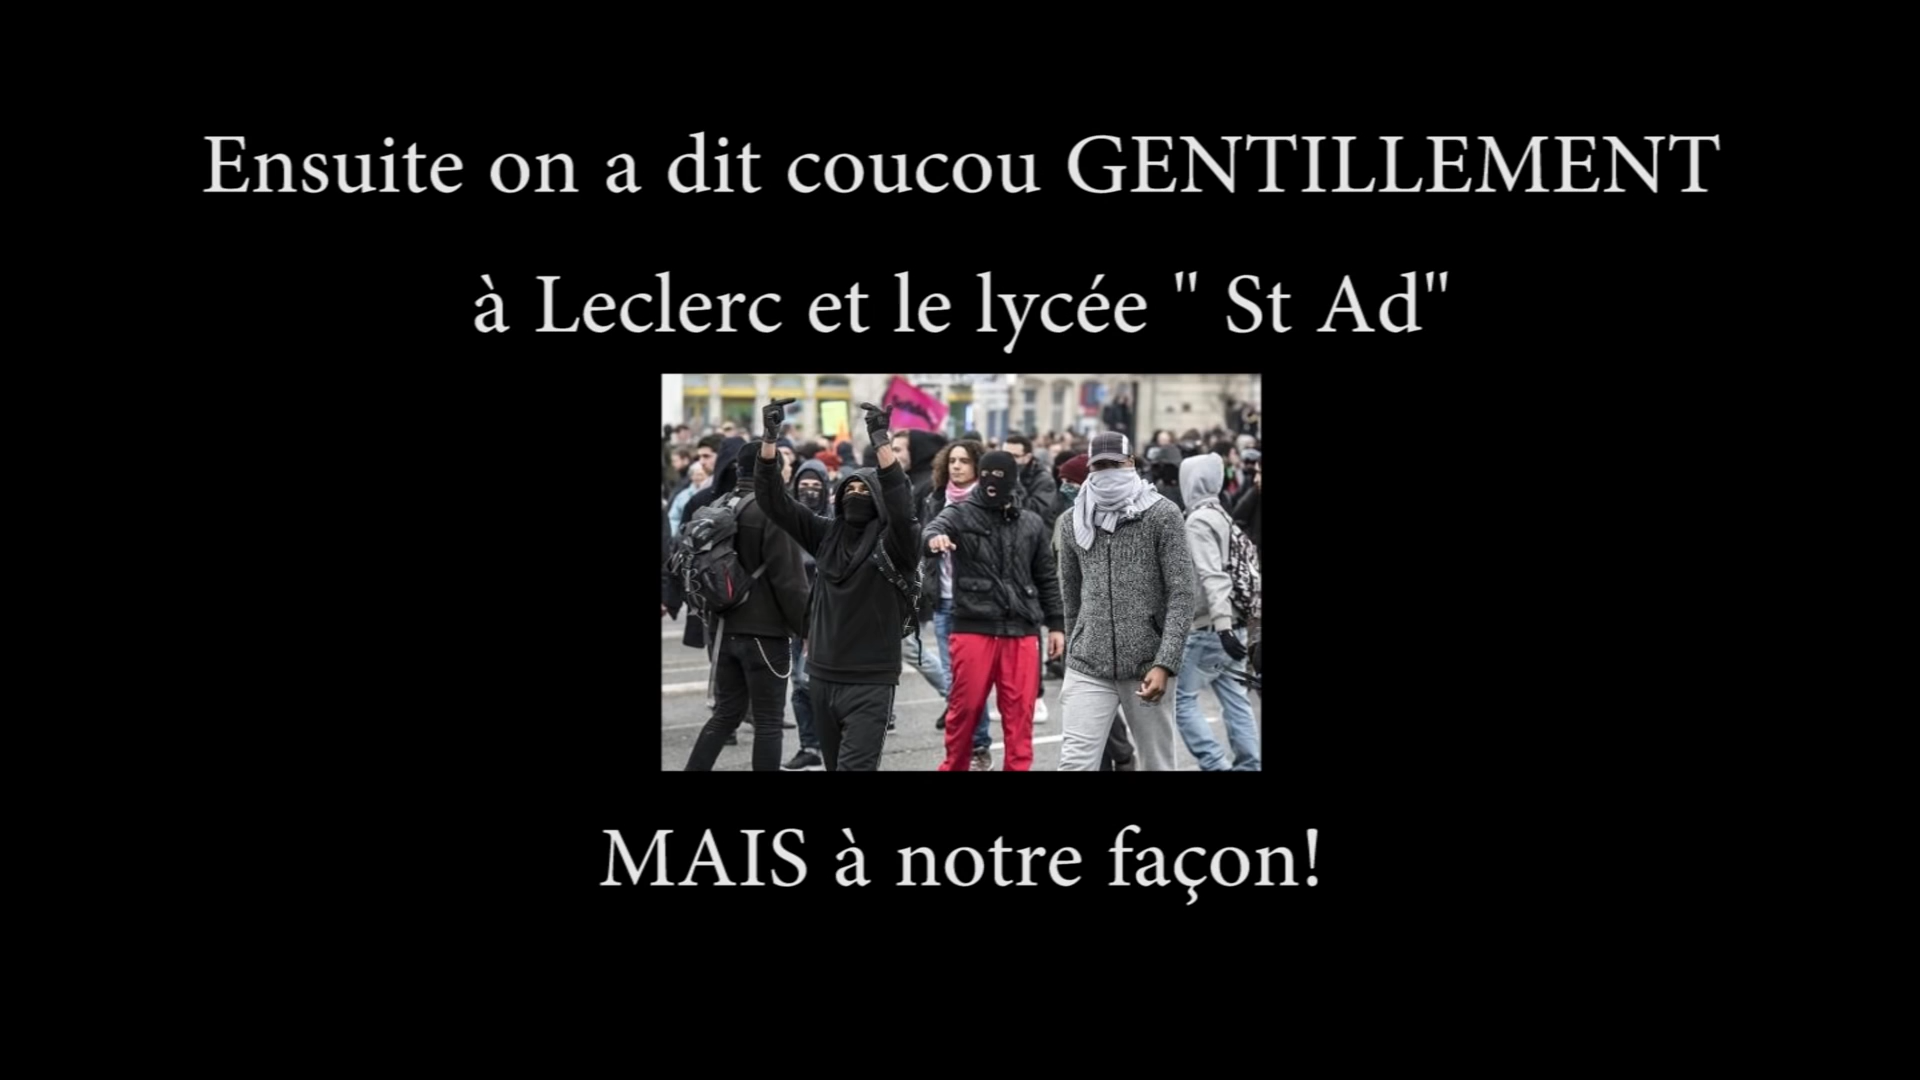 Ensuite on a dit coucou GENTILLEMENT
à Leclerc et le lycée " St Ad"
MAIS à notre façon!